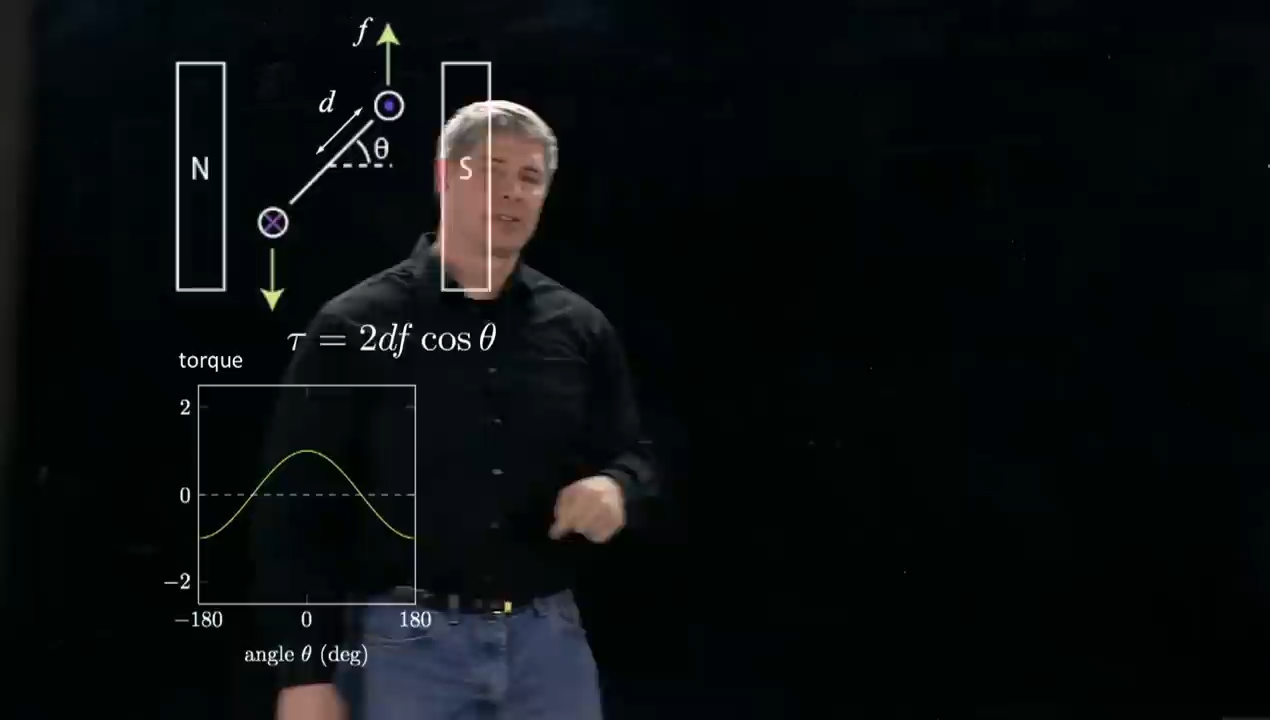 f
d
θ
N
S
τ = 2df cos θ
torque
2
0
−2
−180 0 180
angle θ (deg)